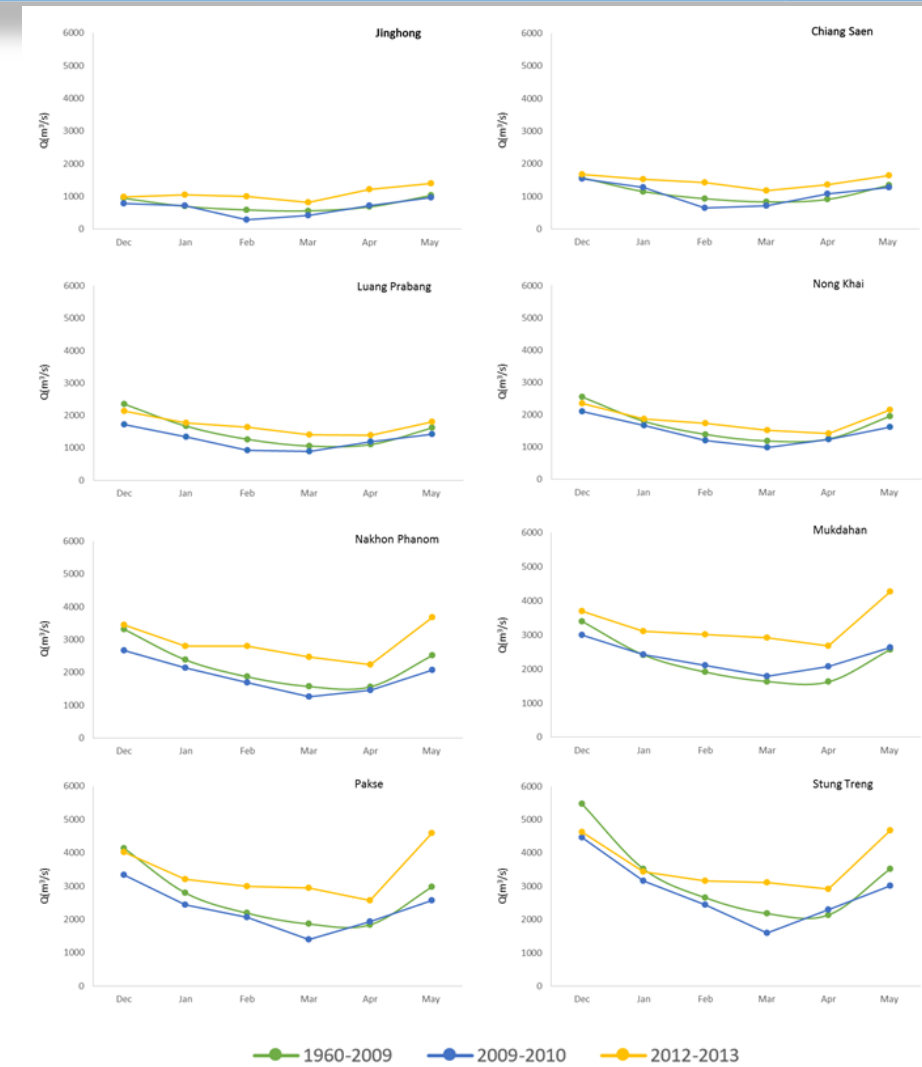 Jinghong
6000
5000
4000
3000
2000
1000
0
Q(m³/s)
Dec Jan Feb Mar Apr May
Chiang Saen
6000
5000
4000
3000
2000
1000
0
Q(m³/s)
Dec Jan Feb Mar Apr May
Luang Prabang
6000
5000
4000
3000
2000
1000
0
Q(m³/s)
Dec Jan Feb Mar Apr May
Nong Khai
6000
5000
4000
3000
2000
1000
0
Q(m³/s)
Dec Jan Feb Mar Apr May
Nakhon Phanom
6000
5000
4000
3000
2000
1000
0
Q(m³/s)
Dec Jan Feb Mar Apr May
Mukdahan
6000
5000
4000
3000
2000
1000
0
Q(m³/s)
Dec Jan Feb Mar Apr May
Pakse
6000
5000
4000
3000
2000
1000
0
Q(m³/s)
Dec Jan Feb Mar Apr May
Stung Treng
6000
5000
4000
3000
2000
1000
0
Q(m³/s)
Dec Jan Feb Mar Apr May
1960-2009 2009-2010 2012-2013